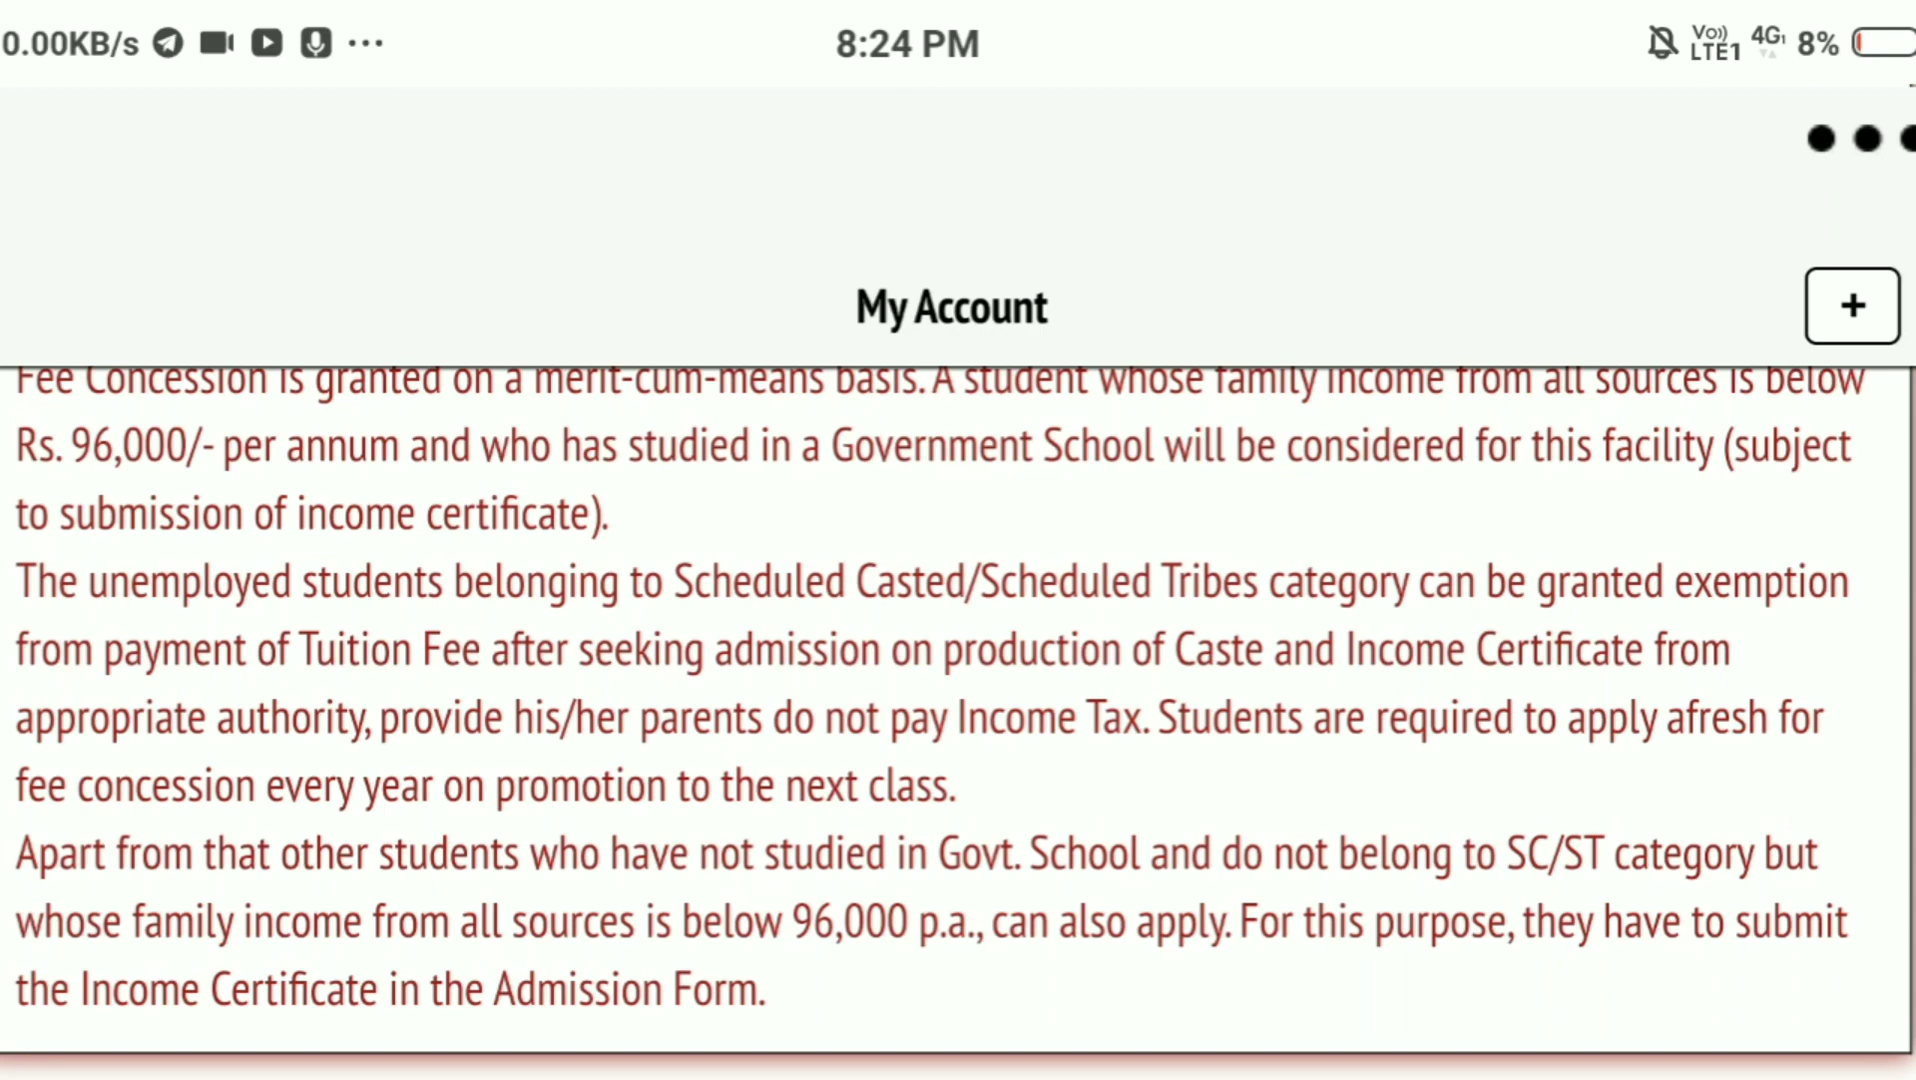 0.00KB/s
8:24 PM
Vo)) LTE1 4G 8%
My Account
+
Fee Concession is granted on a merit-cum-means basis. A student whose family income from all sources is below
Rs. 96,000/- per annum and who has studied in a Government School will be considered for this facility (subject
to submission of income certificate).
The unemployed students belonging to Scheduled Casted/Scheduled Tribes category can be granted exemption
from payment of Tuition Fee after seeking admission on production of Caste and Income Certificate from
appropriate authority, provide his/her parents do not pay Income Tax. Students are required to apply afresh for
fee concession every year on promotion to the next class.
Apart from that other students who have not studied in Govt. School and do not belong to SC/ST category but
whose family income from all sources is below 96,000 p.a., can also apply. For this purpose, they have to submit
the Income Certificate in the Admission Form.